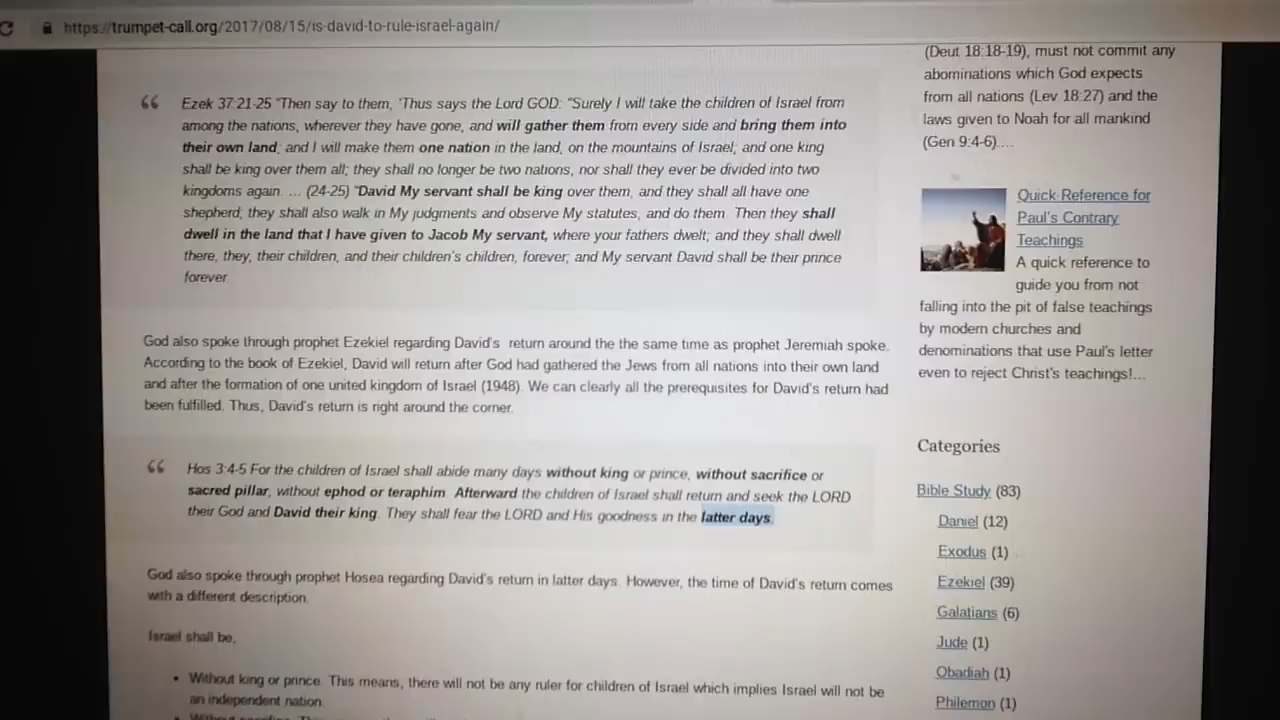 https://trumpet-call.org/2017/08/15/is-david-to-rule-israel-again/
Ezek 37:21-25 "Then say to them, 'Thus says the Lord GOD: "Surely I will take the children of Israel from
among the nations, wherever they have gone, and will gather them from every side and bring them into
their own land; and I will make them one nation in the land, on the mountains of Israel; and one king
shall be king over them all; they shall no longer be two nations, nor shall they ever be divided into two
kingdoms again. ... (24-25) "David My servant shall be king over them, and they shall all have one
shepherd; they shall also walk in My judgments and observe My statutes, and do them. Then they shall
dwell in the land that I have given to Jacob My servant, where your fathers dwelt; and they shall dwell
there, they, their children, and their children's children, forever; and My servant David shall be their prince
forever.
God also spoke through prophet Ezekiel regarding David's return around the the same time as prophet Jeremiah spoke.
According to the book of Ezekiel, David will return after God had gathered the Jews from all nations into their own land
and after the formation of one united kingdom of Israel (1948). We can clearly all the prerequisites for David's return had
been fulfilled. Thus, David's return is right around the corner.
Hos 3:4-5 For the children of Israel shall abide many days without king or prince, without sacrifice or
sacred pillar, without ephod or teraphim. Afterward the children of Israel shall return and seek the LORD
their God and David their king. They shall fear the LORD and His goodness in the latter days.
God also spoke through prophet Hosea regarding David's return in latter days. However, the time of David's return comes
with a different description.
Israel shall be,
• Without king or prince. This means, there will not be any ruler for children of Israel which implies Israel will not be
an independent nation.
(Deut 18:18-19), must not commit any
abominations which God expects
from all nations (Lev 18:27) and the
laws given to Noah for all mankind
(Gen 9:4-6)....
Quick Reference for
Paul's Contrary
Teachings
A quick reference to
guide you from not
falling into the pit of false teachings
by modern churches and
denominations that use Paul's letter
even to reject Christ's teachings!...
Categories
Bible Study (83)
Daniel (12)
Exodus (1)
Ezekiel (39)
Galatians (6)
Jude (1)
Obadiah (1)
Philemon (1)